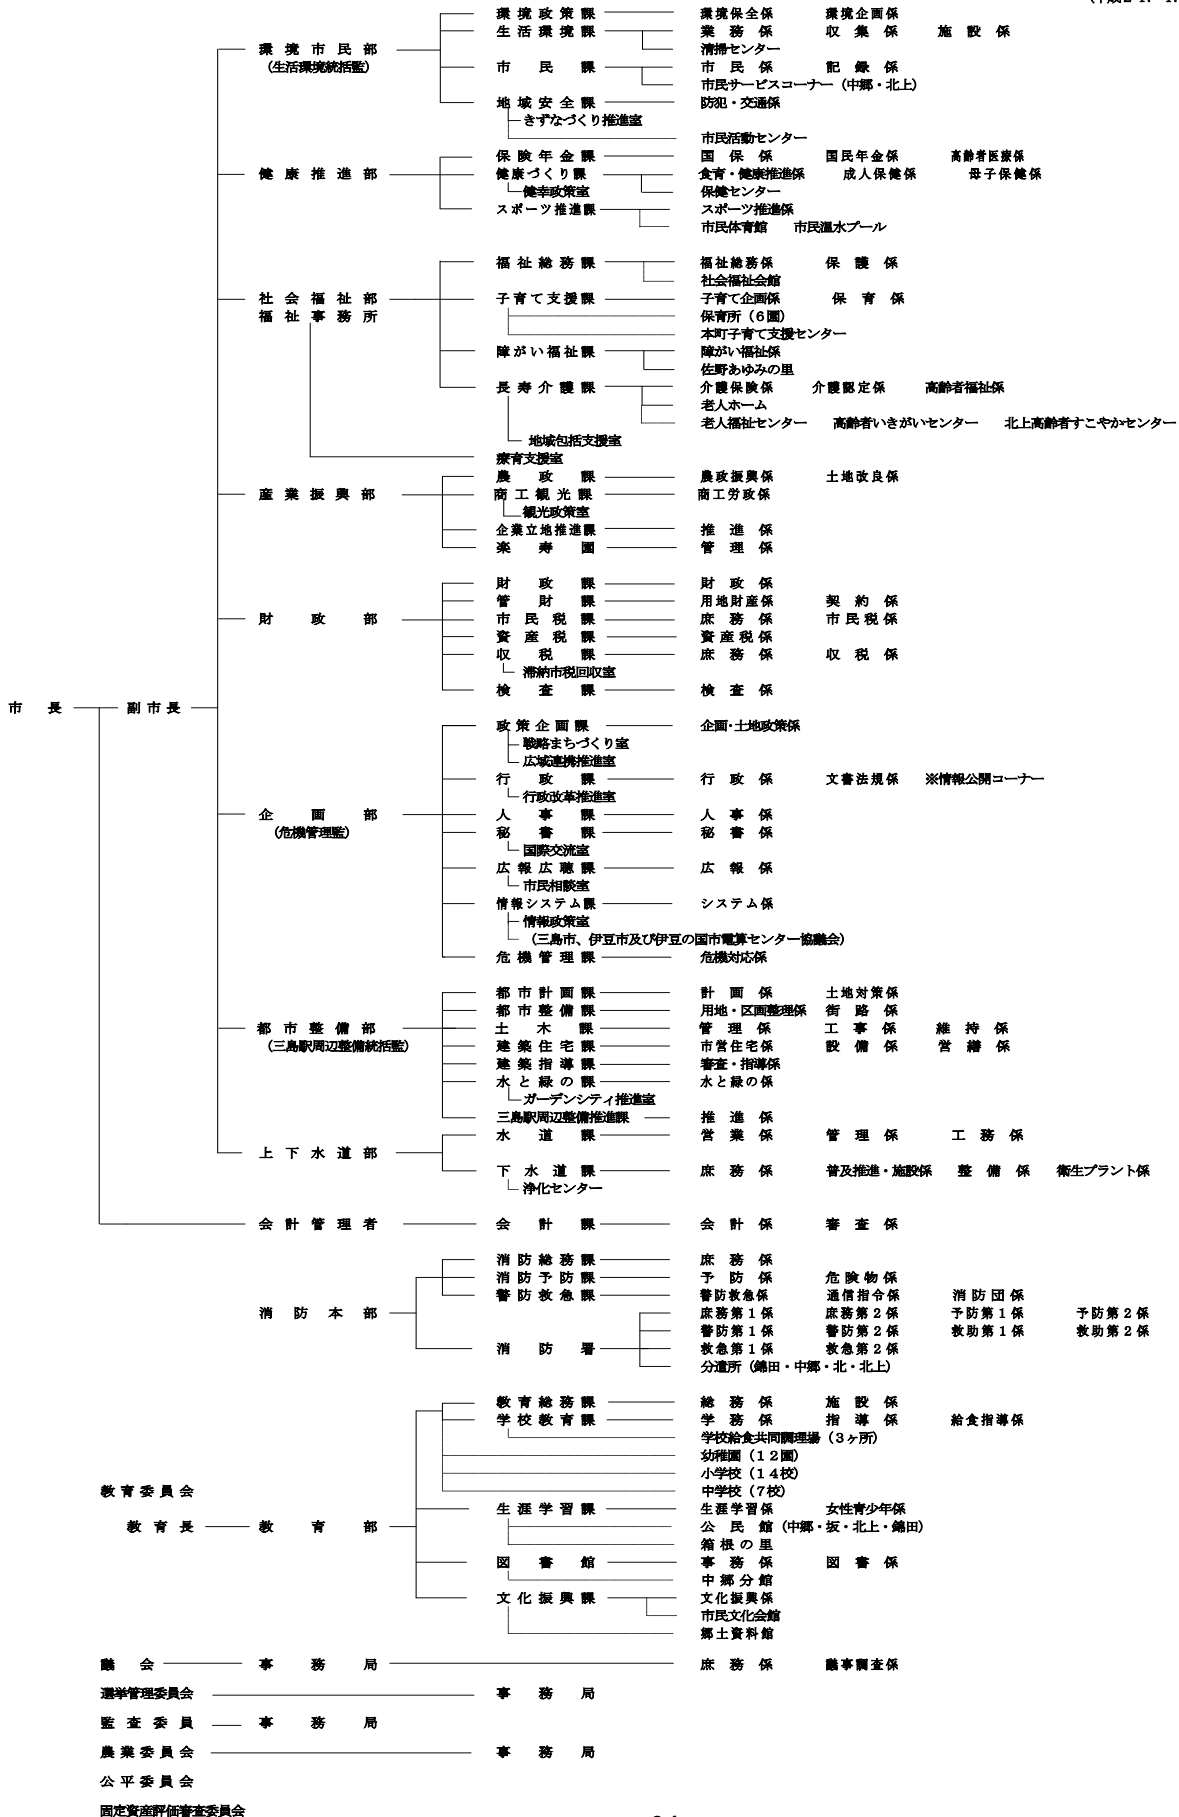 環境政策課 環境保全係 環境企画係
生活環境課 業務係 収集係 施設係
環境市民部 清掃センター
(生活環境統括監) 市民課 市民係 記録係
市民サービスコーナー（中郷・北上）
地域安全課 防犯・交通係
きずなづくり推進室
市民活動センター
保険年金課 国保係 国民年金係 高齢者医療係
健康推進部 健康づくり課 食育・健康推進係 成人保健係 母子保健係
健幸政策室 保健センター
スポーツ推進課 スポーツ推進係
市民体育館 市民温水プール
福祉総務課 福祉総務係 保護係
社会福祉会館
社会福祉部 子育て支援課 子育て企画係 保育係
福祉事務所 保育所（６園）
本町子育て支援センター
障がい福祉課 障がい福祉係
佐野あゆみの里
長寿介護課 介護保険係 介護認定係 高齢者福祉係
老人ホーム
老人福祉センター 高齢者いきがいセンター 北上高齢者すこやかセンター
地域包括支援室
療育支援室
農政課 農政振興係 土地改良係
産業振興部 商工観光課 商工労政係
観光政策室
企業立地推進課 推進係
楽寿園 管理係
財政課 財政係
管財課 用地財産係 契約係
財政部 市民税課 庶務係 市民税係
資産税課 資産税係
収税課 庶務係 収税係
滞納市税回収室
検査課 検査係
市長 副市長
政策企画課 企画・土地政策係
戦略まちづくり室
広域連携推進室
行政課 行政係 文書法規係 ※情報公開コーナー
行政改革推進室
企画部 人事課 人事係
(危機管理監) 秘書課 秘書係
国際交流室
広報広聴課 広報係
市民相談室
情報システム課 システム係
情報政策室
（三島市、伊豆市及び伊豆の国市電算センター協議会）
危機管理課 危機対応係
都市計画課 計画係 土地対策係
都市整備課 用地・区画整理係 街路係
都市整備部 土木課 管理係 工事係 維持係
(三島駅周辺整備統括監) 建築住宅課 市営住宅係 設備係 営繕係
建築指導課 審査・指導係
水と緑の課 水と緑の係
ガーデンシティ推進室
三島駅周辺整備推進課 推進係
水道課 営業係 管理係 工務係
上下水道部
下水道課 庶務係 普及推進・施設係 整備係 衛生プラント係
浄化センター
会計管理者 会計課 会計係 審査係
消防総務課 庶務係
消防予防課 予防係 危険物係
警防救急課 警防救急係 通信指令係 消防団係
消防本部 庶務第１係 庶務第２係 予防第１係 予防第２係
警防第１係 警防第２係 救助第１係 救助第２係
消防署 救急第１係 救急第２係
分遣所（錦田・中郷・北・北上）
教育総務課 総務係 施設係
学校教育課 学務係 指導係 給食指導係
学校給食共同調理場（３ヶ所）
幼稚園（１２園）
小学校（１４校）
教育委員会 中学校（７校）
生涯学習課 生涯学習係 女性青少年係
教育長 教育部 公民館（中郷・坂・北上・錦田）
箱根の里
図書館 事務係 図書係
中郷分館
文化振興課 文化振興係
市民文化会館
郷土資料館
議会 事務局 庶務係 議事調査係
選挙管理委員会 事務局
監査委員 事務局
農業委員会 事務局
公平委員会
固定資産評価審査委員会